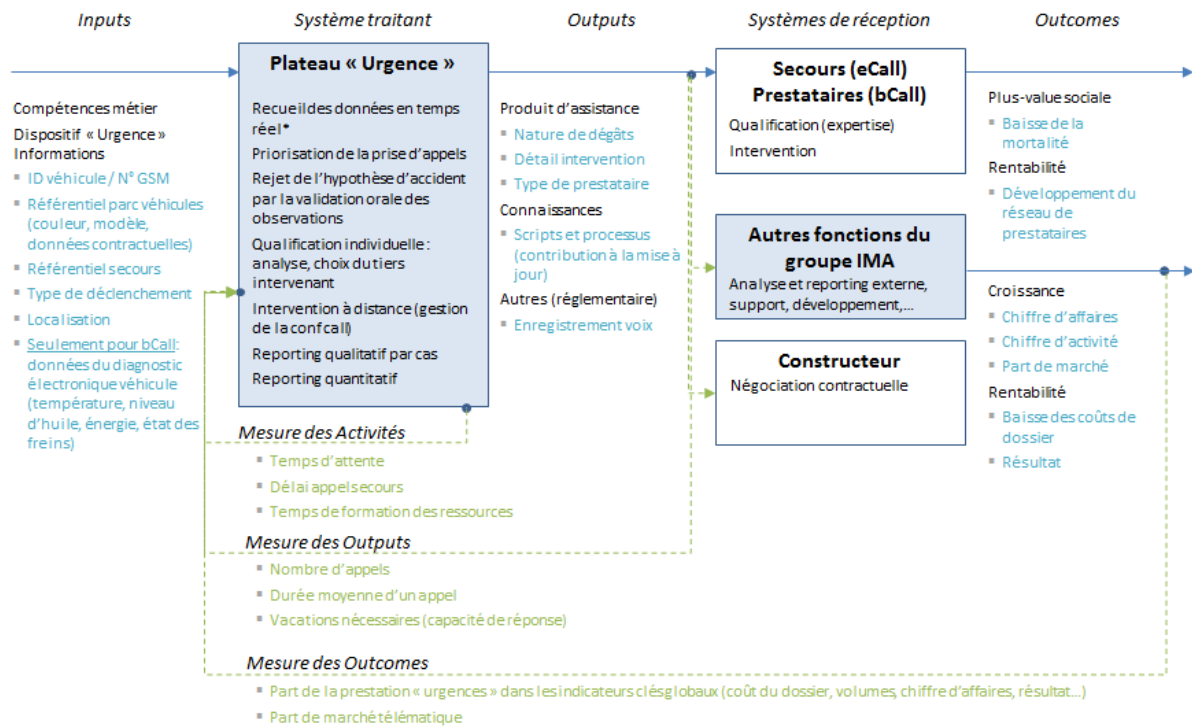 Inputs
Système traitant
Outputs
Systèmes de réception
Outcomes
Compétences métier
Dispositif « Urgence »
Informations
▪ ID véhicule / N° GSM
▪ Référentiel parc véhicules
(couleur, modèle,
données contractuelles)
▪ Référentiel secours
▪ Type de déclenchement
▪ Localisation
▪ Seulement pour bCall:
données du diagnostic
électronique véhicule
(température, niveau
d'huile, énergie, état des
freins)
Plateau « Urgence »
Recueil des données en temps
réel*
Priorisation de la prise d'appels
Rejet de l'hypothèse d'accident
par la validation orale des
observations
Qualification individuelle :
analyse, choix du tiers
intervenant
Intervention à distance (gestion
de la confcall)
Reporting qualitatif par cas
Reporting quantitatif
Produit d'assistance
▪ Nature de dégâts
▪ Détail intervention
▪ Type de prestataire
Connaissances
▪ Scripts et processus
(contribution à la mise à
jour)
Autres (réglementaire)
▪ Enregistrement voix
Secours (eCall)
Prestataires (bCall)
Qualification (expertise)
Intervention
Autres fonctions du
groupe IMA
Analyse et reporting externe,
support, développement,...
Constructeur
Négociation contractuelle
Plus-value sociale
▪ Baisse de la
mortalité
Rentabilité
▪ Développement du
réseau de
prestataires
Croissance
▪ Chiffre d'affaires
▪ Chiffre d'activité
▪ Part de marché
Rentabilité
▪ Baisse des coûts de
dossier
▪ Résultat
Mesure des Activités
▪ Temps d'attente
▪ Délai appel secours
▪ Temps de formation des ressources
Mesure des Outputs
▪ Nombre d'appels
▪ Durée moyenne d'un appel
▪ Vacations nécessaires (capacité de réponse)
Mesure des Outcomes
▪ Part de la prestation « urgences » dans les indicateurs clés globaux (coût du dossier, volumes, chiffre d'affaires, résultat...)
▪ Part de marché télématique